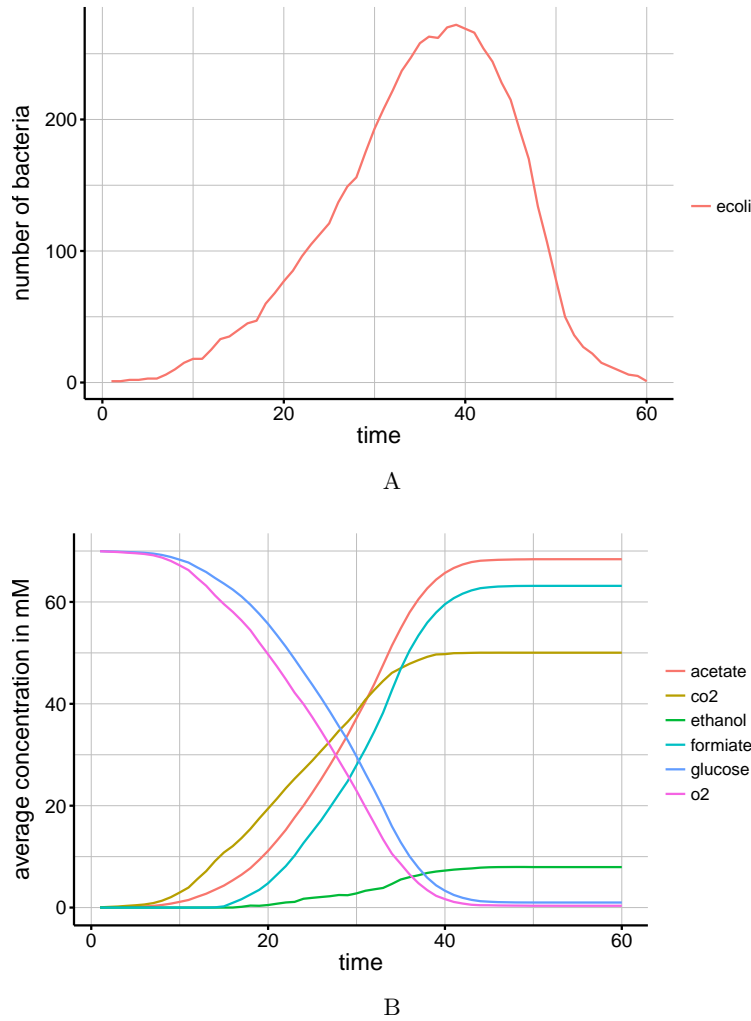 number of bacteria
200
100
0
0 20 40 60
time
ecoli
A
average concentration in mM
60
40
20
0
0 20 40 60
time
acetate
co2
ethanol
formiate
glucose
o2
B